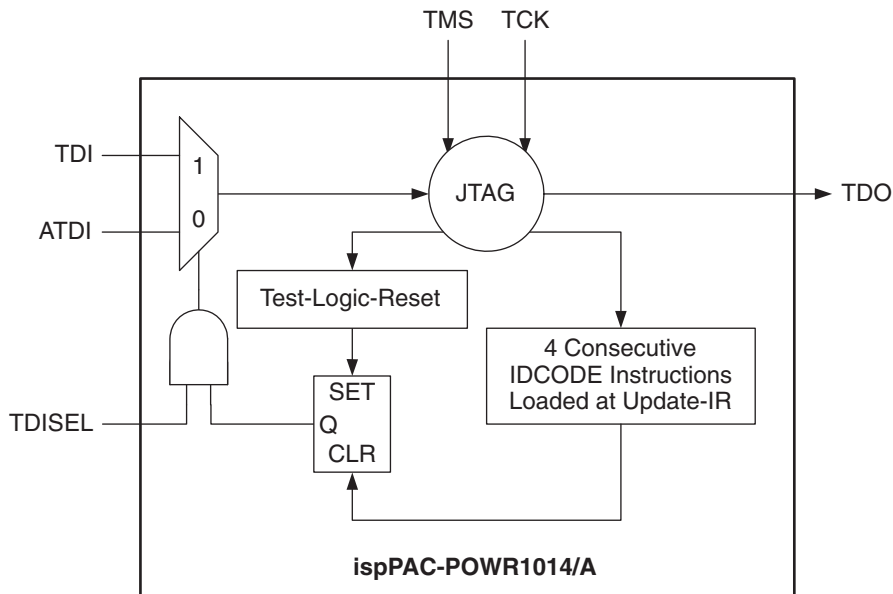 TMS
TCK
TDI
1
JTAG
TDO
ATDI
0
Test-Logic-Reset
4 Consecutive
IDCODE Instructions
Loaded at Update-IR
SET
TDISEL
Q
CLR
ispPAC-POWR1014/A